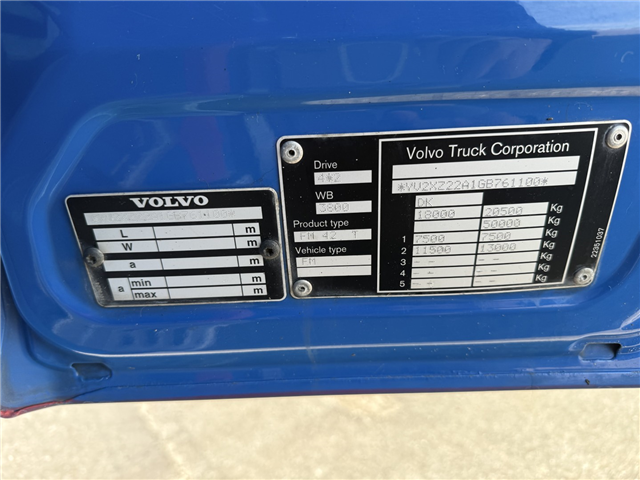 VOLVO
L m
W m
a m
a min m
max m
Volvo Truck Corporation
Drive
4*2
WB
3800
Product type
FM 42 T
Vehicle type
FM
*YV2XZ22A1GB761100*
DK
18000 20500 Kg
50000 Kg
1 7500 7500 Kg
2 11500 13000 Kg
3 -- -- Kg
4 -- -- Kg
5 -- -- Kg
22351037